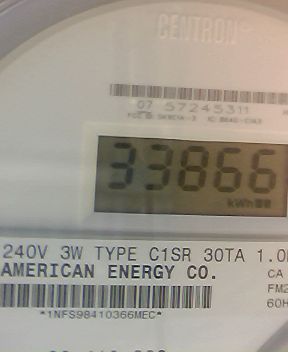 CENTRON
07 57245311
33866
kWh
240V 3W TYPE C1SR 30TA 1.0
AMERICAN ENERGY CO.
CA
FM2
60H
*1NFS98410366MEC*